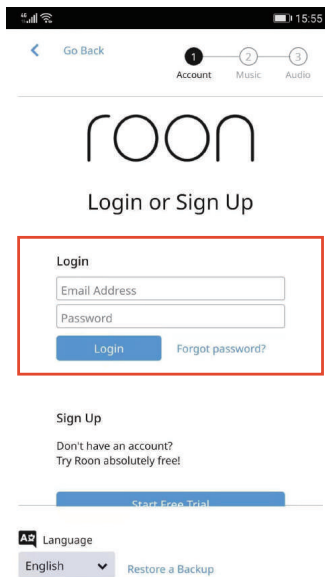 15:55
Go Back
1 2 3
Account Music Audio
roon
Login or Sign Up
Login
Email Address
Password
Login Forgot password?
Sign Up
Don't have an account?
Try Roon absolutely free!
Start Free Trial
Language
English Restore a Backup